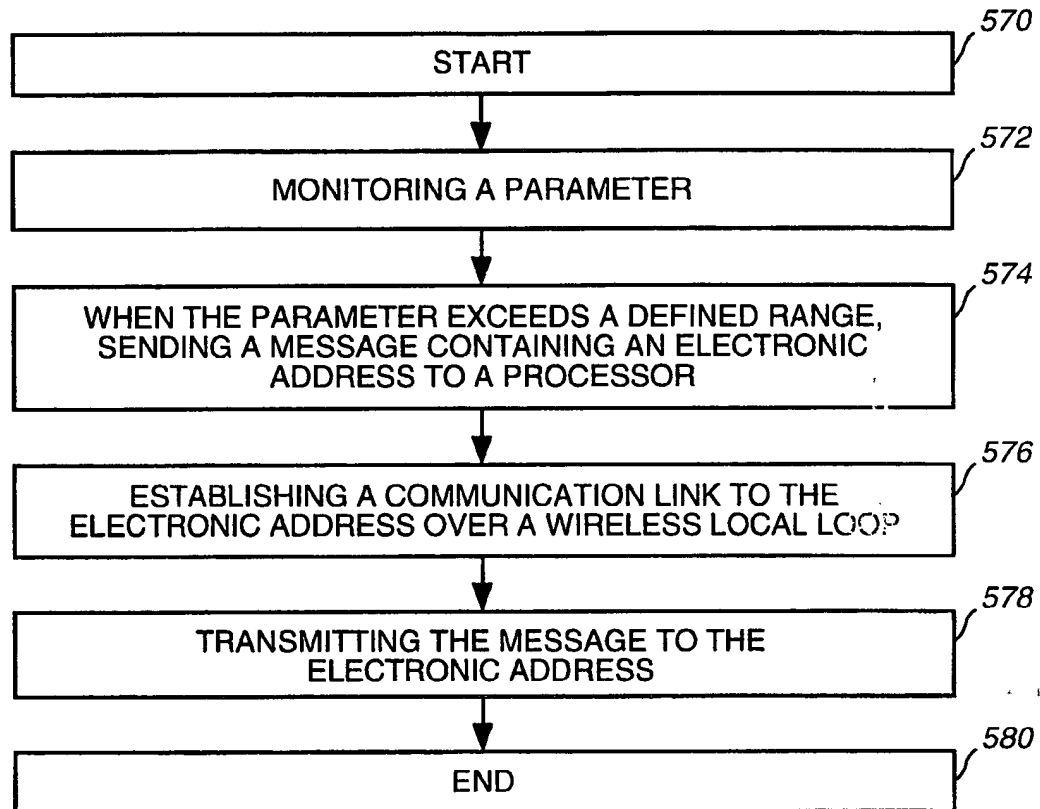 570
START
572
MONITORING A PARAMETER
574
WHEN THE PARAMETER EXCEEDS A DEFINED RANGE,
SENDING A MESSAGE CONTAINING AN ELECTRONIC
ADDRESS TO A PROCESSOR
576
ESTABLISHING A COMMUNICATION LINK TO THE
ELECTRONIC ADDRESS OVER A WIRELESS LOCAL LOOP
578
TRANSMITTING THE MESSAGE TO THE
ELECTRONIC ADDRESS
580
END